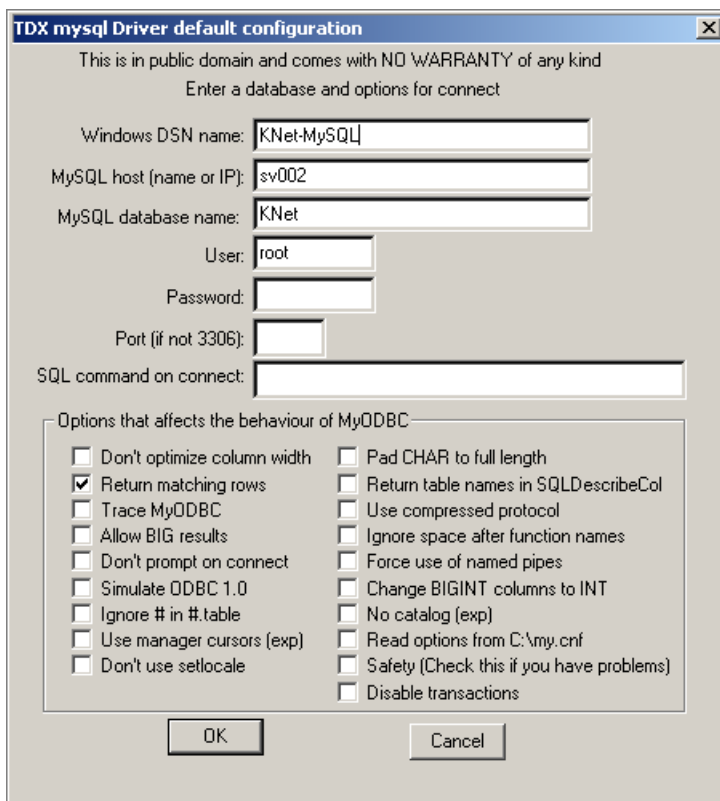 TDX mysql Driver default configuration
This is in public domain and comes with NO WARRANTY of any kind
Enter a database and options for connect
Windows DSN name: KNet-MySQL
MySQL host (name or IP): sv002
MySQL database name: KNet
User: root
Password:
Port (if not 3306):
SQL command on connect:
Options that affects the behaviour of MyODBC
Don't optimize column width
Return matching rows
Trace MyODBC
Allow BIG results
Don't prompt on connect
Simulate ODBC 1.0
Ignore # in #.table
Use manager cursors (exp)
Don't use setlocale
Pad CHAR to full length
Return table names in SQLDescribeCol
Use compressed protocol
Ignore space after function names
Force use of named pipes
Change BIGINT columns to INT
No catalog (exp)
Read options from C:\my.cnf
Safety (Check this if you have problems)
Disable transactions
OK
Cancel